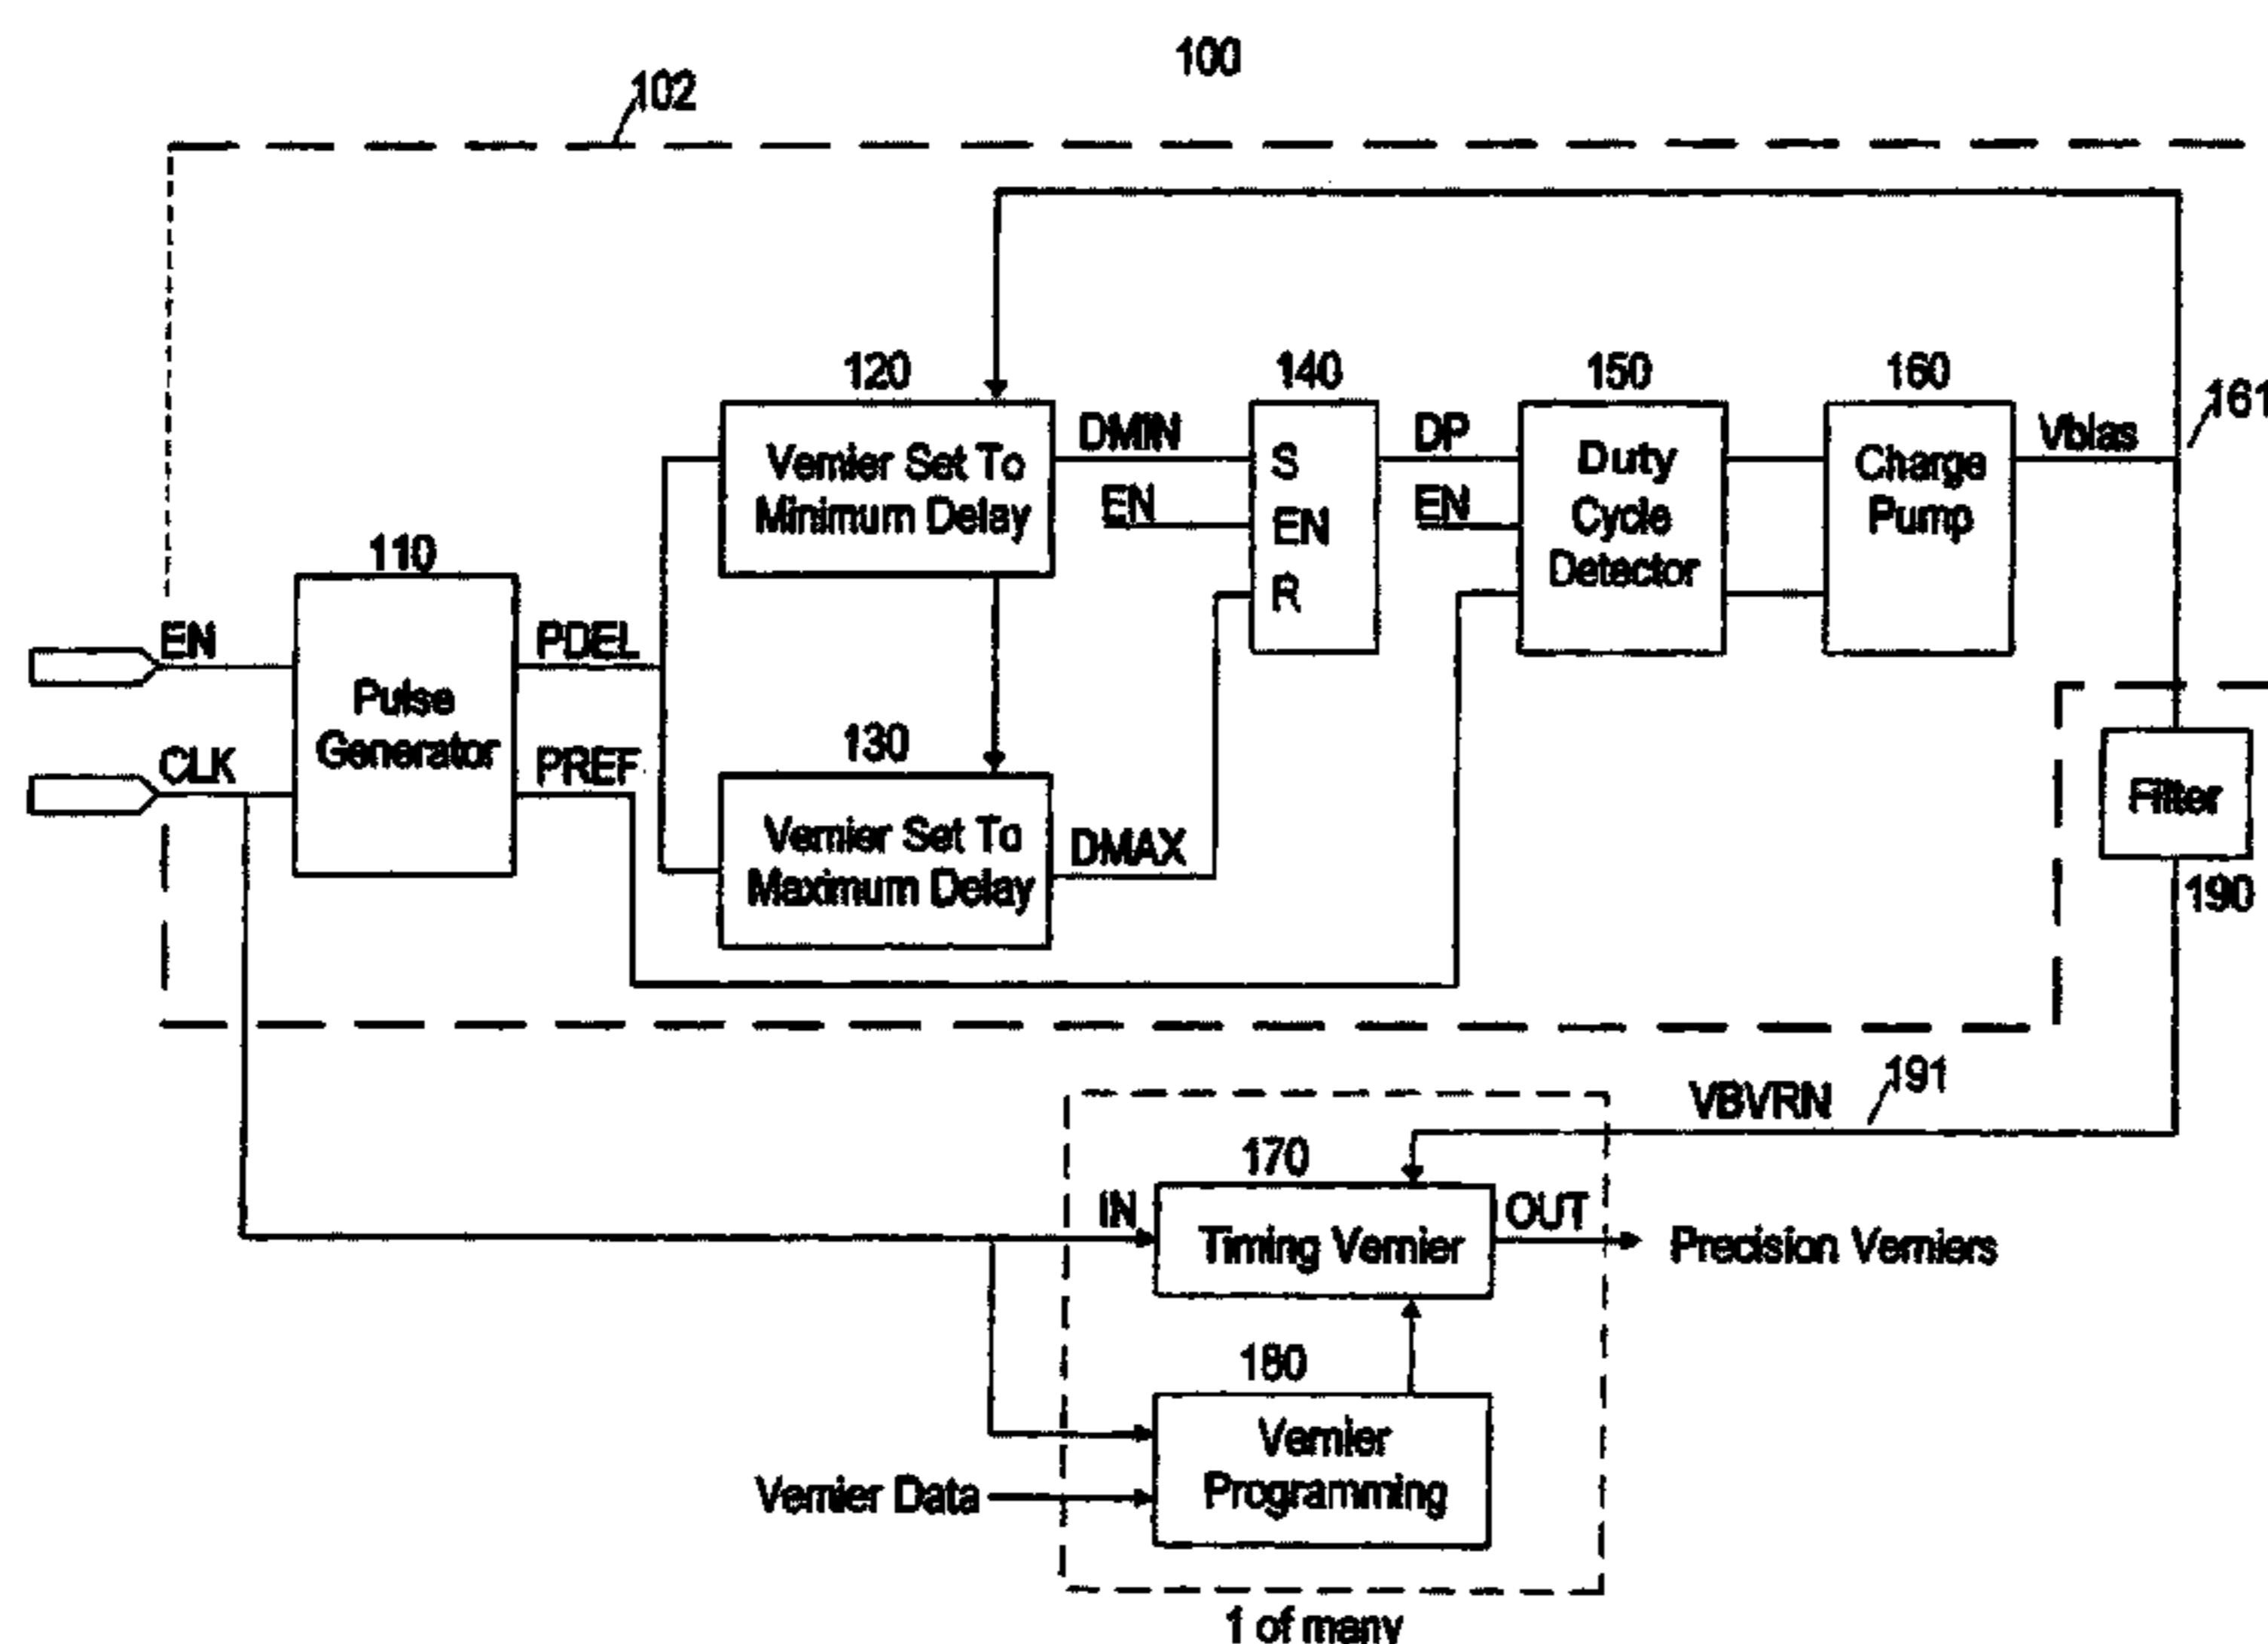 100
102
120
Vernier Set To
Minimum Delay
DMIN
EN
140
S
EN
R
DP
EN
150
Duty
Cycle
Detector
160
Charge
Pump
Vbias
161
110
EN
CLK
Pulse
Generator
PDEL
PREF
130
Vernier Set To
Maximum Delay
DMAX
Filter
190
VBVRN
191
170
IN
Timing Vernier
OUT
Precision Verniers
180
Vernier
Programming
Vernier Data
1 of many